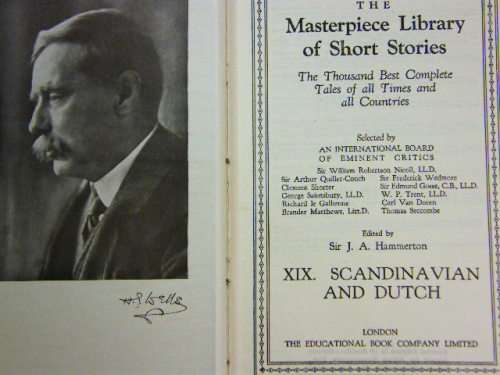 H G Wells
THE
Masterpiece Library
of Short Stories
The Thousand Best Complete
Tales of all Times and
all Countries
Selected by
AN INTERNATIONAL BOARD
OF EMINENT CRITICS
Sir William Robertson Nicoll, LL.D.
Sir Arthur Quiller-Couch Sir Frederick Wedmore
Clement Shorter Sir Edmund Gosse, C.B., LL.D.
George Saintsbury, LL.D. W. P. Trent, LL.D.
Richard le Gallienne Carl Van Doren
Brander Matthews, Litt.D. Thomas Seccombe
Edited by
Sir J. A. Hammerton
XIX. SCANDINAVIAN
AND DUTCH
LONDON
THE EDUCATIONAL BOOK COMPANY LIMITED